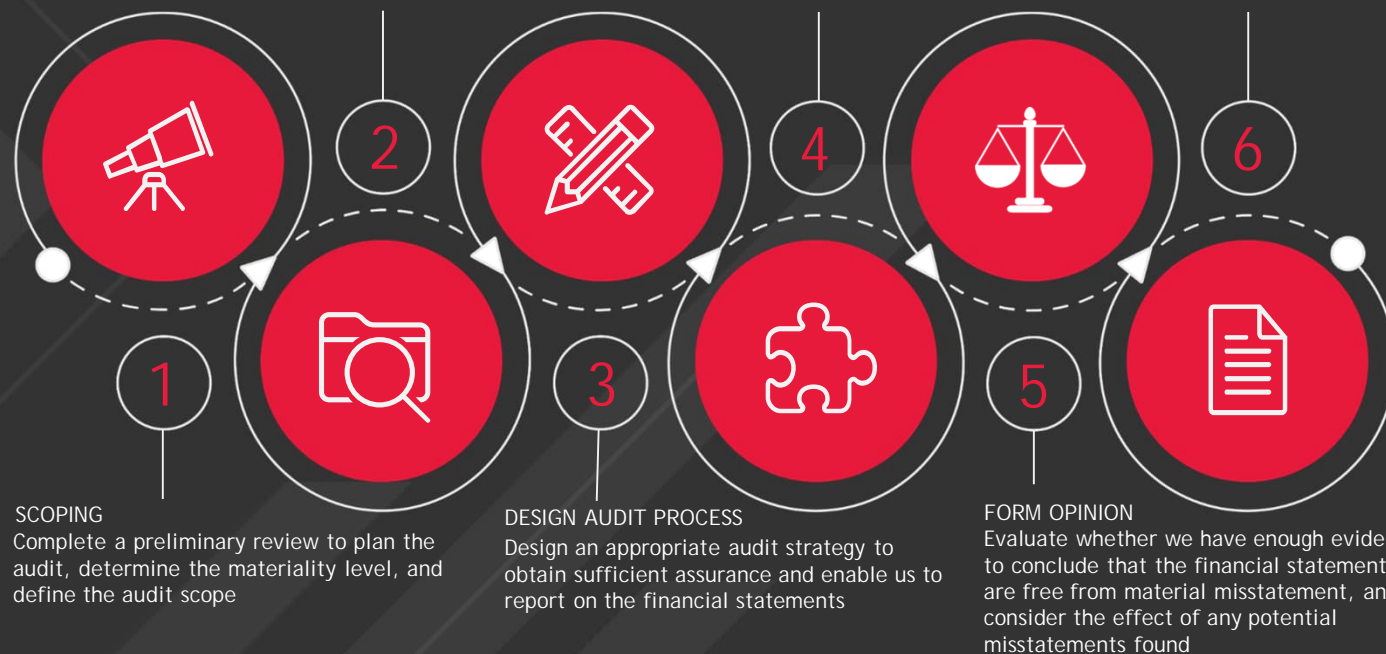 2
4
6
1
3
5
SCOPING
Complete a preliminary review to plan the
audit, determine the materiality level, and
define the audit scope
DESIGN AUDIT PROCESS
Design an appropriate audit strategy to
obtain sufficient assurance and enable us to
report on the financial statements
FORM OPINION
Evaluate whether we have enough
to conclude that the financial
are free from material misstatement,
consider the effect of any potential
misstatements found